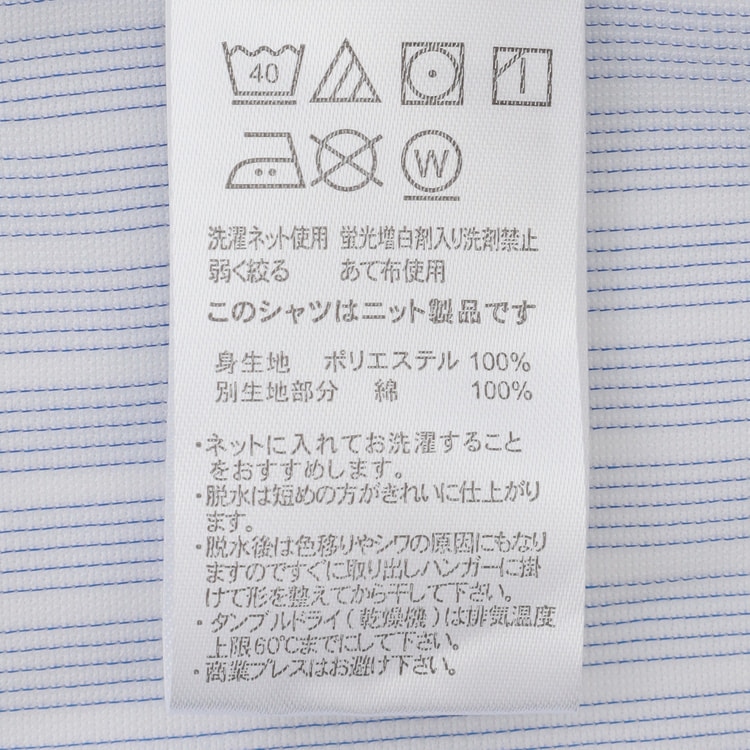 40
W
洗濯ネット使用 蛍光増白剤入り洗剤禁止
弱く絞る あて布使用
このシャツはニット製品です
身生地 ポリエステル 100%
別生地部分 綿 100%
・ネットに入れてお洗濯すること
をおすすめします。
・脱水は短めの方がきれいに仕上がり
ます。
・脱水後は色移りやシワの原因にもなり
ますのですぐに取り出しハンガーに掛
けて形を整えてから干して下さい。
・タンブルドライ(乾燥機)は排気温度
上限60℃までにして下さい。
・商業プレスはお避け下さい。